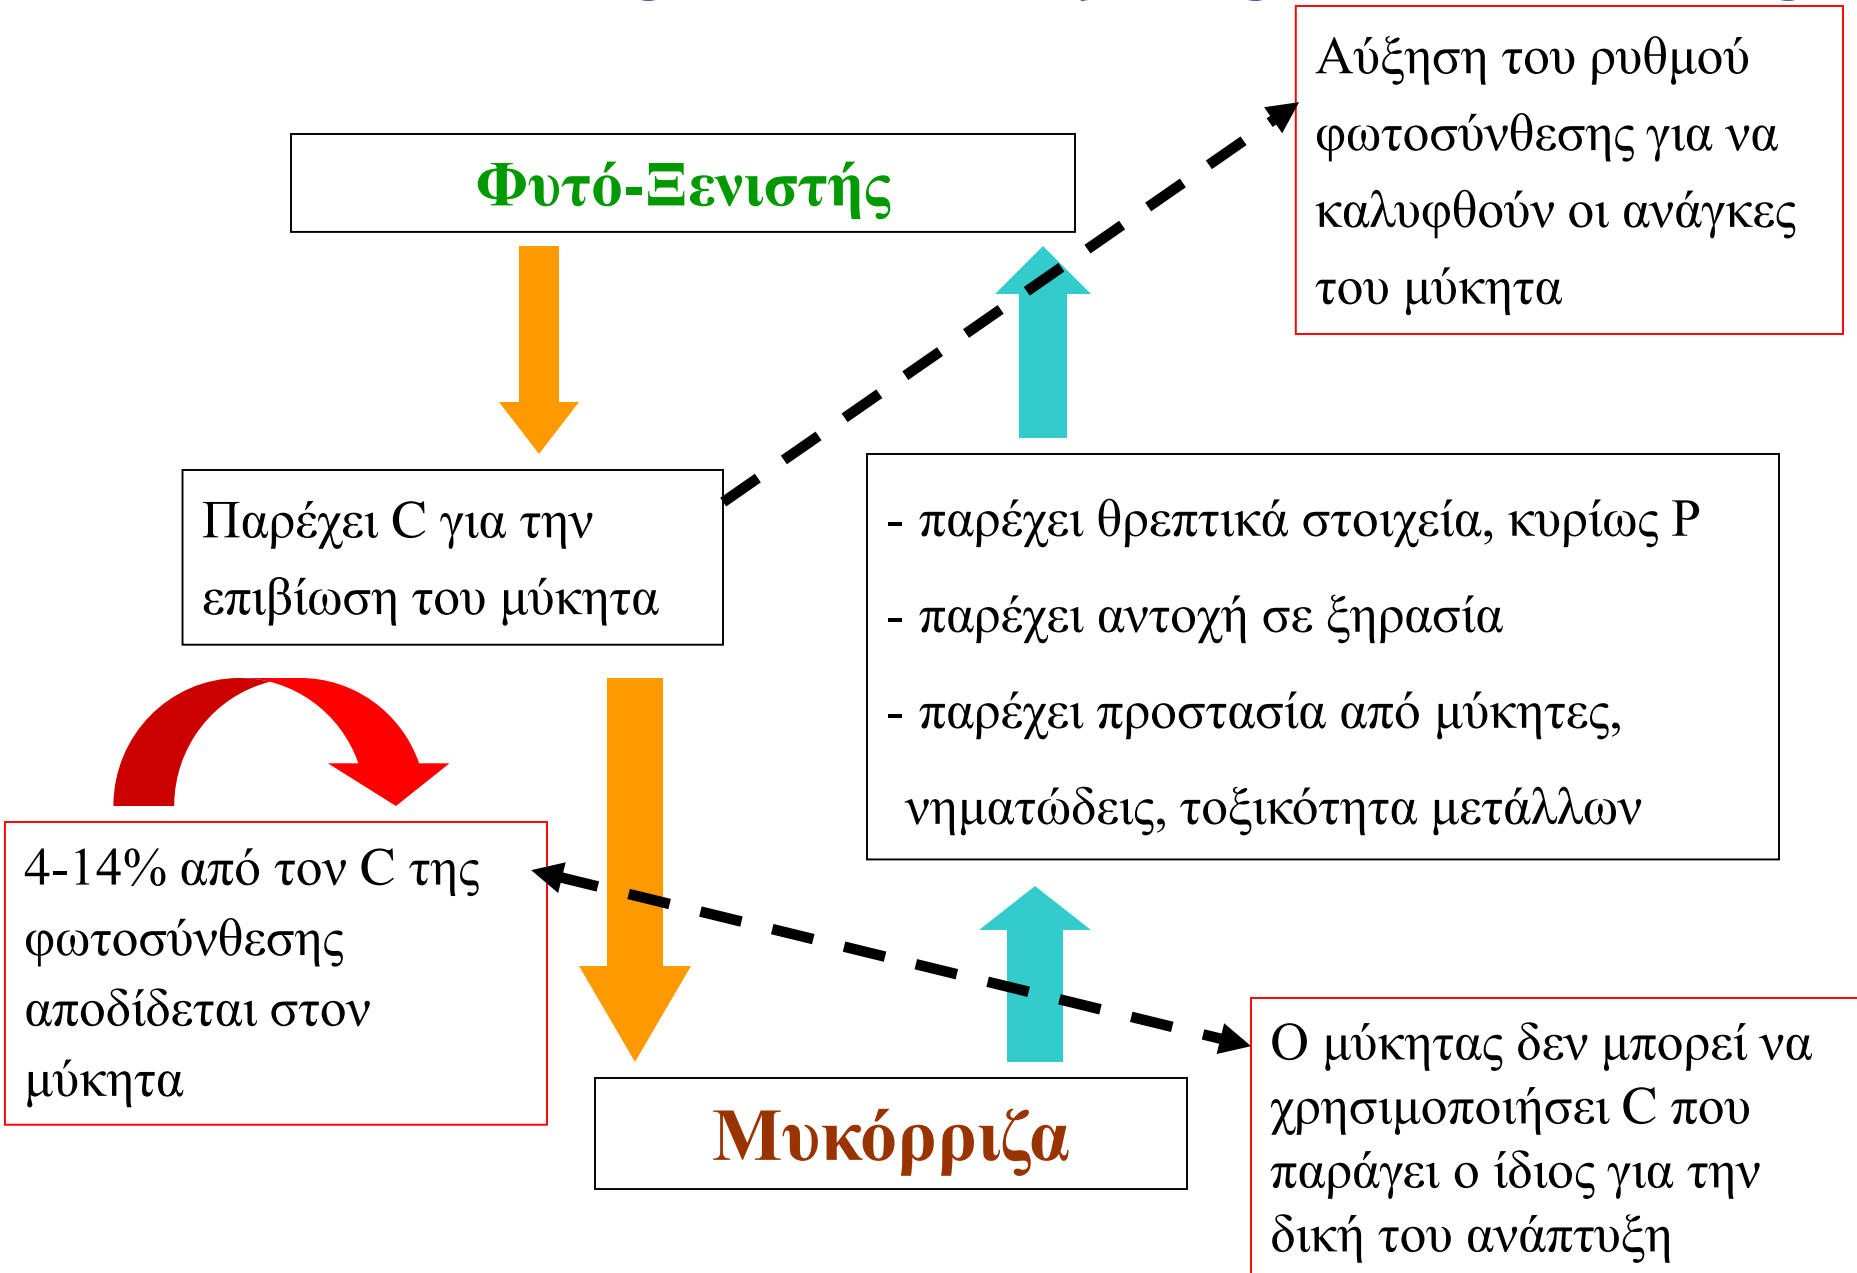 Αύξηση του ρυθμού
φωτοσύνθεσης για να
καλυφθούν οι ανάγκες
του μύκητα
Φυτό-Ξενιστής
Παρέχει C για την
επιβίωση του μύκητα
- παρέχει θρεπτικά στοιχεία, κυρίως P
- παρέχει αντοχή σε ξηρασία
- παρέχει προστασία από μύκητες,
νηματώδεις, τοξικότητα μετάλλων
4-14% από τον C της
φωτοσύνθεσης
αποδίδεται στον
μύκητα
Μυκόρριζα
Ο μύκητας δεν μπορεί να
χρησιμοποιήσει C που
παράγει ο ίδιος για την
δική του ανάπτυξη